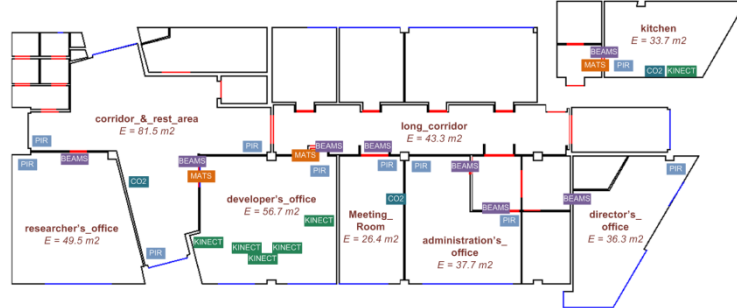 kitchen
E = 33.7 m2
BEAMS
MATS
PIR
CO2
KINECT
corridor_&_rest_area
E = 81.5 m2
long_corridor
E = 43.3 m2
PIR
PIR
BEAMS
BEAMS
MATS
BEAMS
BEAMS
MATS
PIR
PIR
BEAMS
PIR
CO2
developer's_office
E = 56.7 m2
CO2
BEAMS
director's_office
E = 36.3 m2
Meeting_
Room
E = 26.4 m2
BEAMS
PIR
researcher's_office
E = 49.5 m2
KINECT
KINECT
KINECT
KINECT
KINECT
administration's_
office
E = 37.7 m2
PIR